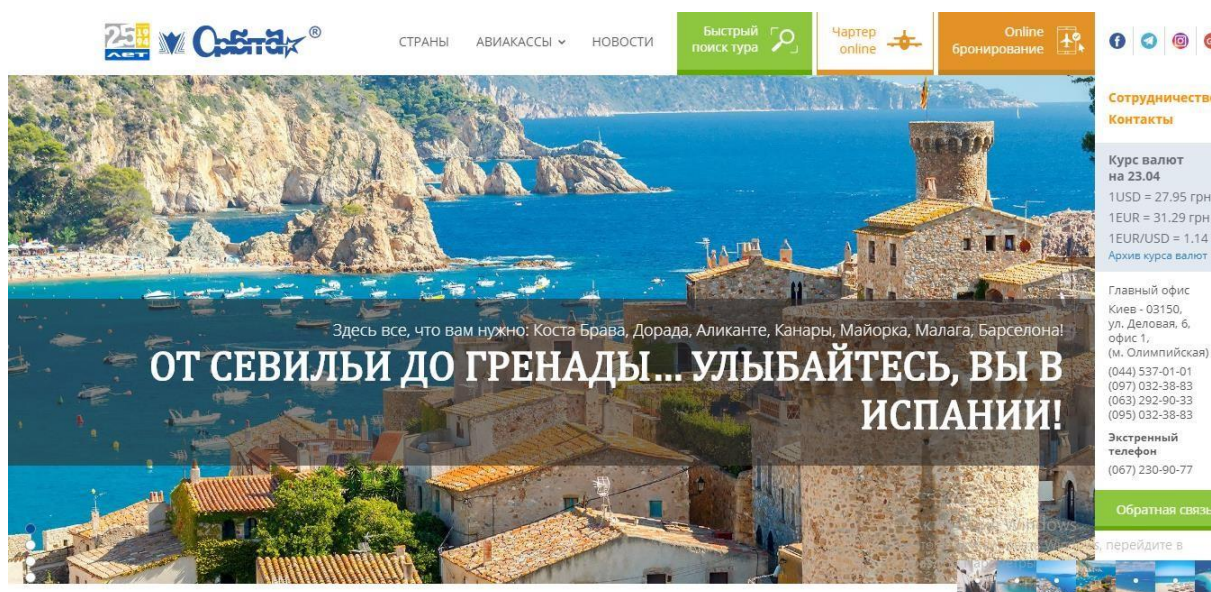 25 1994
ЛЕТ
Орбіта®
СТРАНЫ
АВИАКАССЫ
НОВОСТИ
Быстрый
поиск тура
Чартер
online
Online
бронирование
Сотрудничество
Контакты
Курс валют
на 23.04
1USD = 27.95 грн
1EUR = 31.29 грн
1EUR/USD = 1.14
Архив курса валют
Здесь все, что вам нужно: Коста Брава, Дорада, Аликанте, Канары, Майорка, Малага, Барселона!
ОТ СЕВИЛЬИ ДО ГРЕНАДЫ... УЛЫБАЙТЕСЬ, ВЫ В
ИСПАНИИ!
Главный офис
Киев - 03150,
ул. Деловая, 6,
офис 1,
(м. Олимпийская)
(044) 537-01-01
(097) 032-38-83
(063) 292-90-33
(095) 032-38-83
Экстренный
телефон
(067) 230-90-77
Обратная связь
Windows
перейдите в